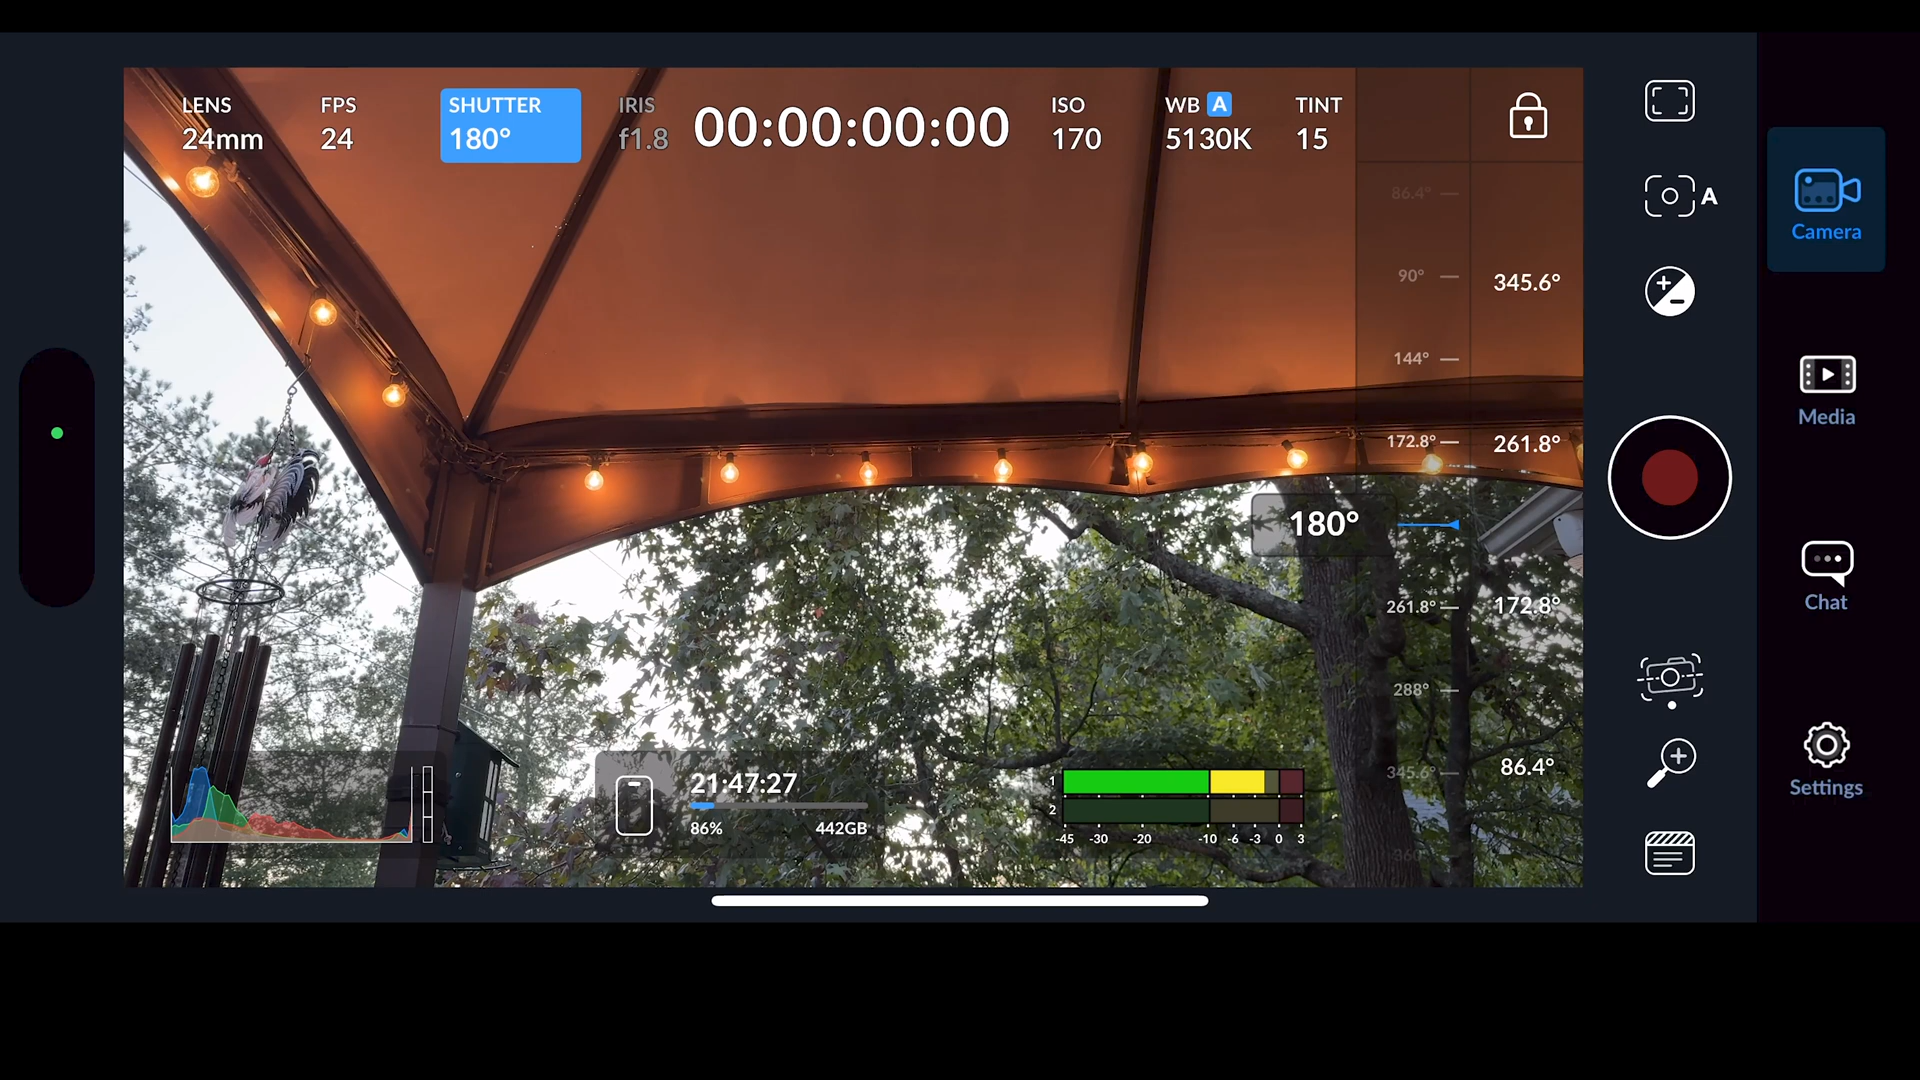 LENS
24mm
FPS
24
SHUTTER
180°
IRIS
f1.8
00:00:00:00
ISO
170
WB A
5130K
TINT
15
A
86.4°
90°
144°
172.8°
180°
261.8°
288°
345.6°
360°
345.6°
261.8°
172.8°
86.4°
21:47:27
86% 442GB
1
2
-45 -30 -20 -10 -6 -3 0 3
Camera
Media
Chat
Settings